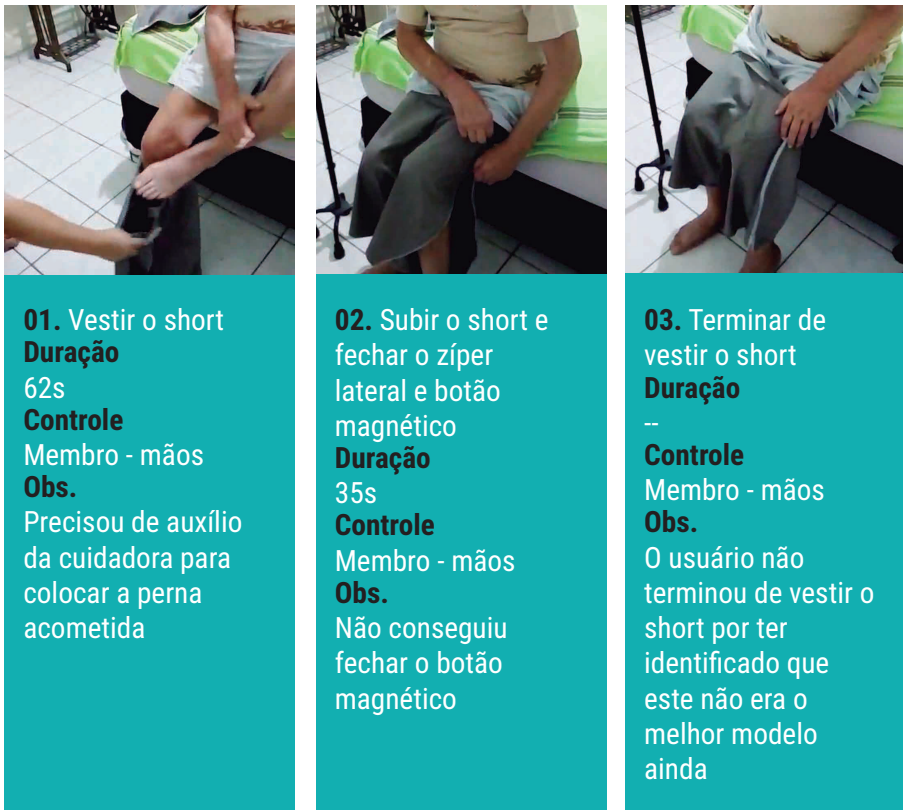 01. Vestir o short
Duração
62s
Controle
Membro - mãos
Obs.
Precisou de auxílio
da cuidadora para
colocar a perna
acometida
02. Subir o short e
fechar o zíper
lateral e botão
magnético
Duração
35s
Controle
Membro - mãos
Obs.
Não conseguiu
fechar o botão
magnético
03. Terminar de
vestir o short
Duração
--
Controle
Membro - mãos
Obs.
O usuário não
terminou de vestir o
short por ter
identificado que
este não era o
melhor modelo
ainda